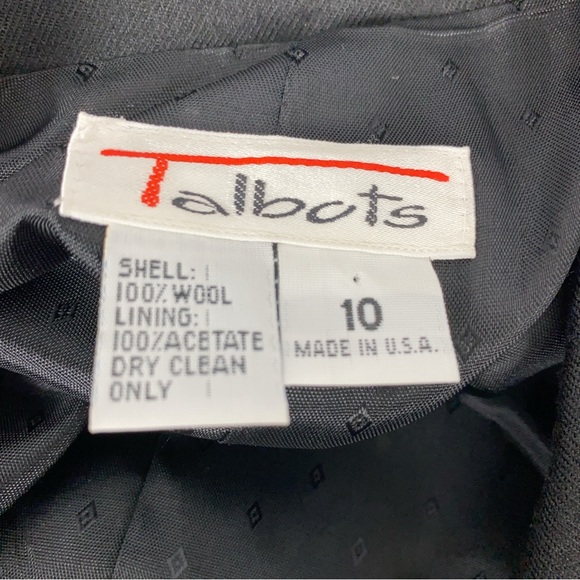 Talbots
SHELL:
100% WOOL
LINING:
100% ACETATE
DRY CLEAN
ONLY
10
MADE IN U.S.A.